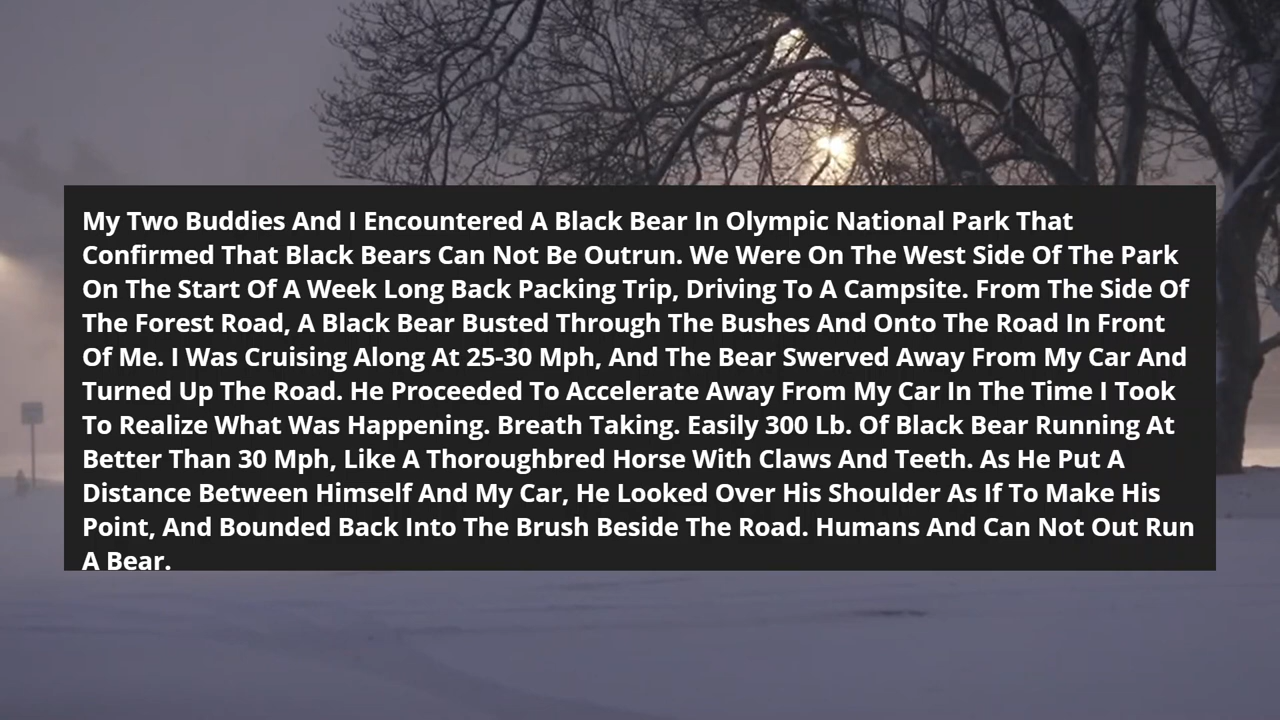 My Two Buddies And I Encountered A Black Bear In Olympic National Park That
Confirmed That Black Bears Can Not Be Outrun. We Were On The West Side Of The Park
On The Start Of A Week Long Back Packing Trip, Driving To A Campsite. From The Side Of
The Forest Road, A Black Bear Busted Through The Bushes And Onto The Road In Front
Of Me. I Was Cruising Along At 25-30 Mph, And The Bear Swerved Away From My Car And
Turned Up The Road. He Proceeded To Accelerate Away From My Car In The Time I Took
To Realize What Was Happening. Breath Taking. Easily 300 Lb. Of Black Bear Running At
Better Than 30 Mph, Like A Thoroughbred Horse With Claws And Teeth. As He Put A
Distance Between Himself And My Car, He Looked Over His Shoulder As If To Make His
Point, And Bounded Back Into The Brush Beside The Road. Humans And Can Not Out Run
A Bear.